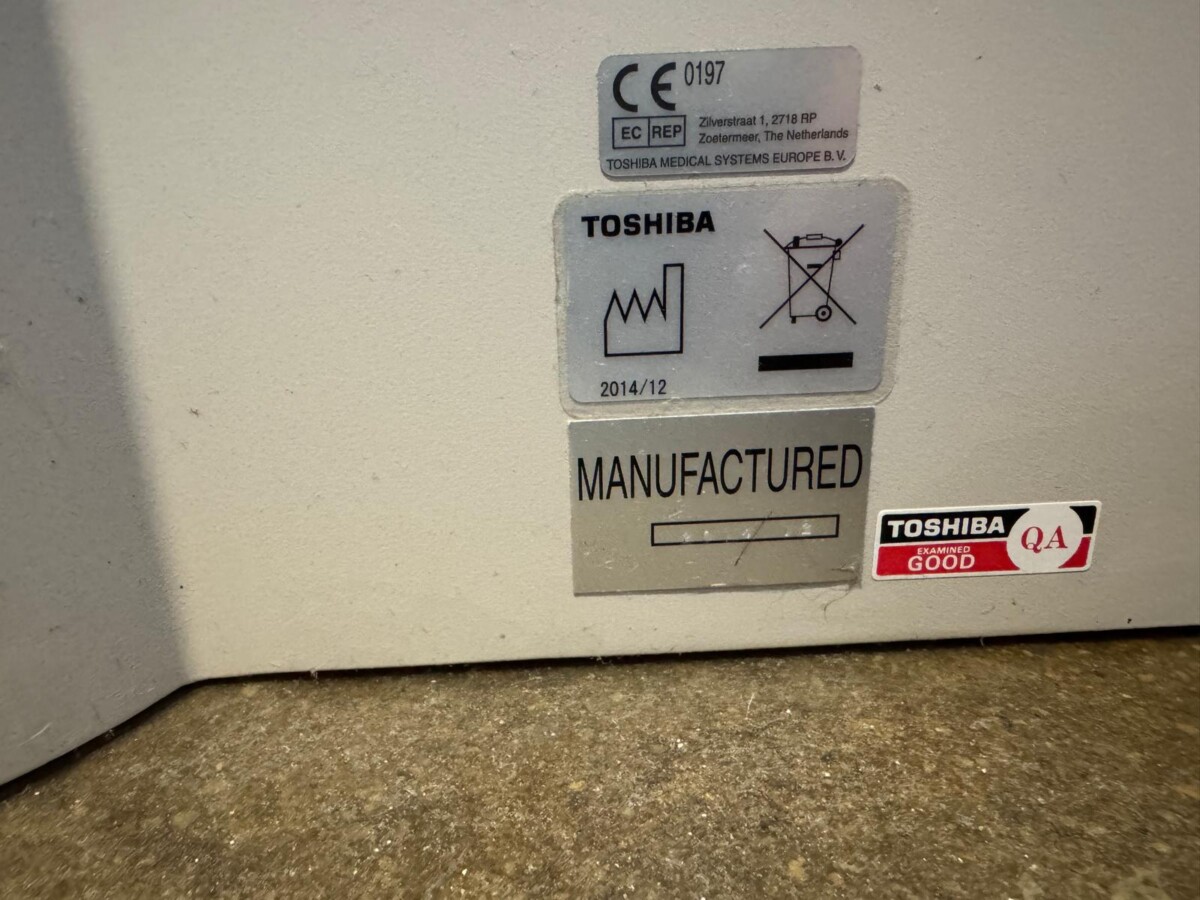 CE 0197
EC REP
Zilverstraat 1, 2718 RP
Zoetermeer, The Netherlands
TOSHIBA MEDICAL SYSTEMS EUROPE B.V.
TOSHIBA
2014/12
MANUFACTURED
TOSHIBA
EXAMINED
GOOD
QA